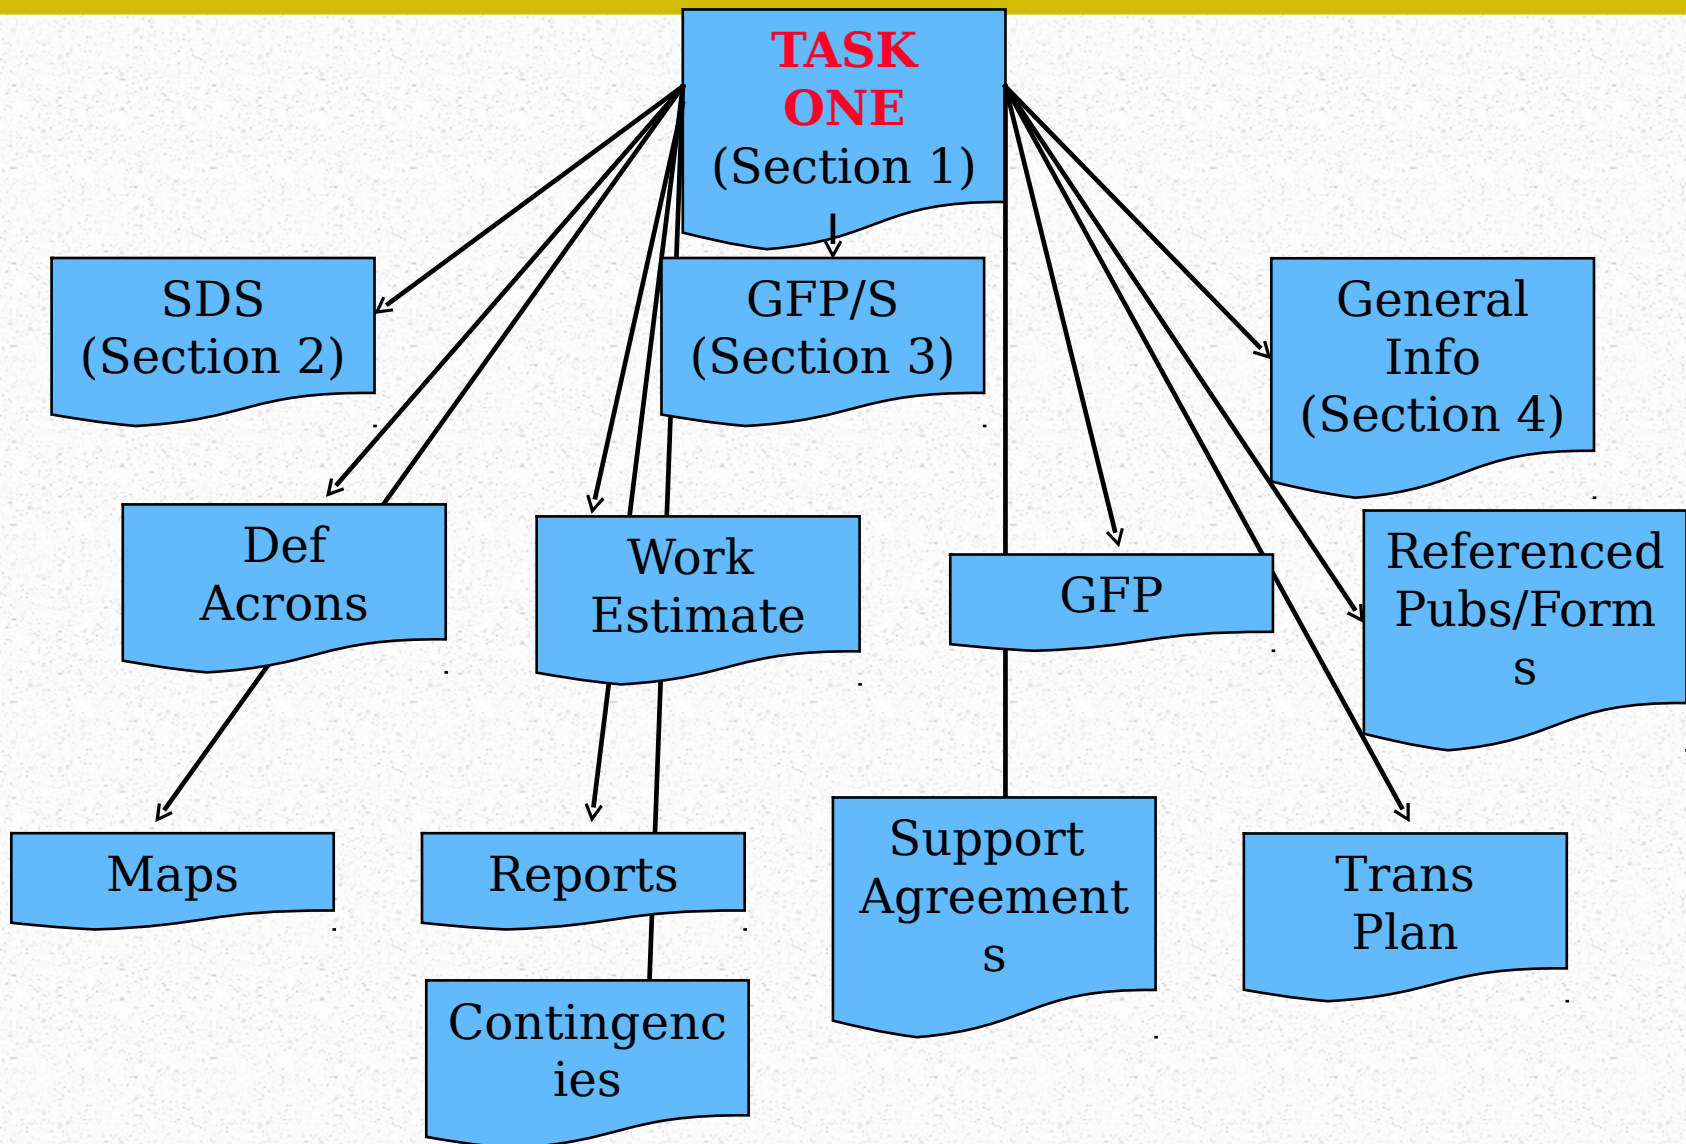 TASK
ONE
(Section 1)
SDS
(Section 2)
GFP/S
(Section 3)
General
Info
(Section 4)
Def
Acrons
Work
Estimate
GFP
Referenced
Pubs/Form
s
Maps
Reports
Support
Agreement
s
Trans
Plan
Contingenc
ies